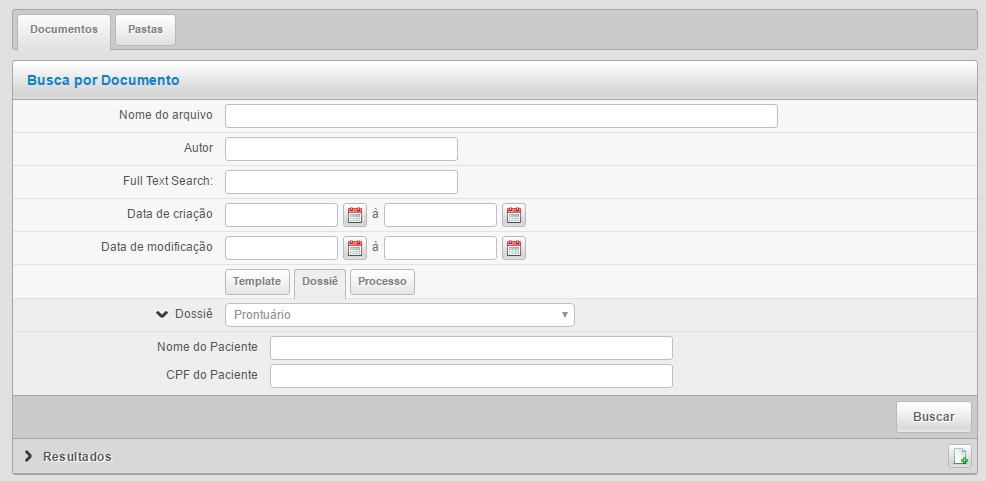 Documentos Pastas
Busca por Documento
Nome do arquivo
Autor
Full Text Search:
Data de criação à
Data de modificação à
Template Dossiê Processo
Dossiê Prontuário
Nome do Paciente
CPF do Paciente
Buscar
Resultados